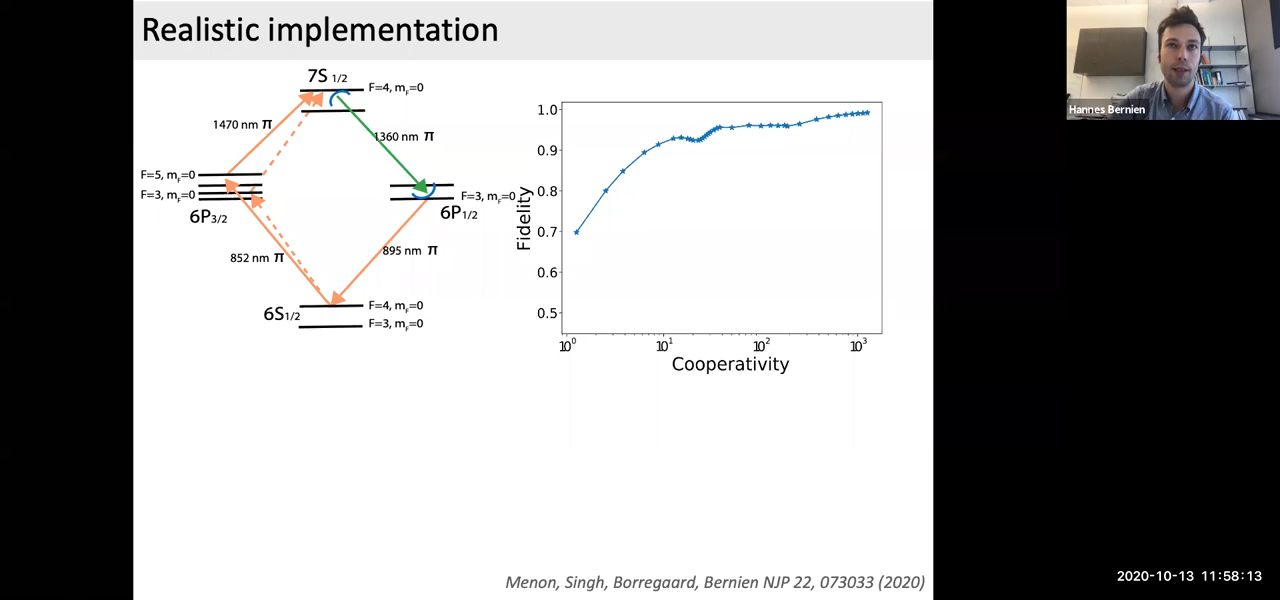 Realistic implementation
Hannes Bernien
7S 1/2
F=4, mF=0
1470 nm π
1360 nm π
F=5, mF=0
F=3, mF=0
6P3/2
F=3, mF=0
6P1/2
852 nm π
895 nm π
6S1/2
F=4, mF=0
F=3, mF=0
Fidelity
1.0
0.9
0.8
0.7
0.6
0.5
10⁰ 10¹ 10² 10³
Cooperativity
Menon, Singh, Borregaard, Bernien NJP 22, 073033 (2020)
2020-10-13 11:58:13